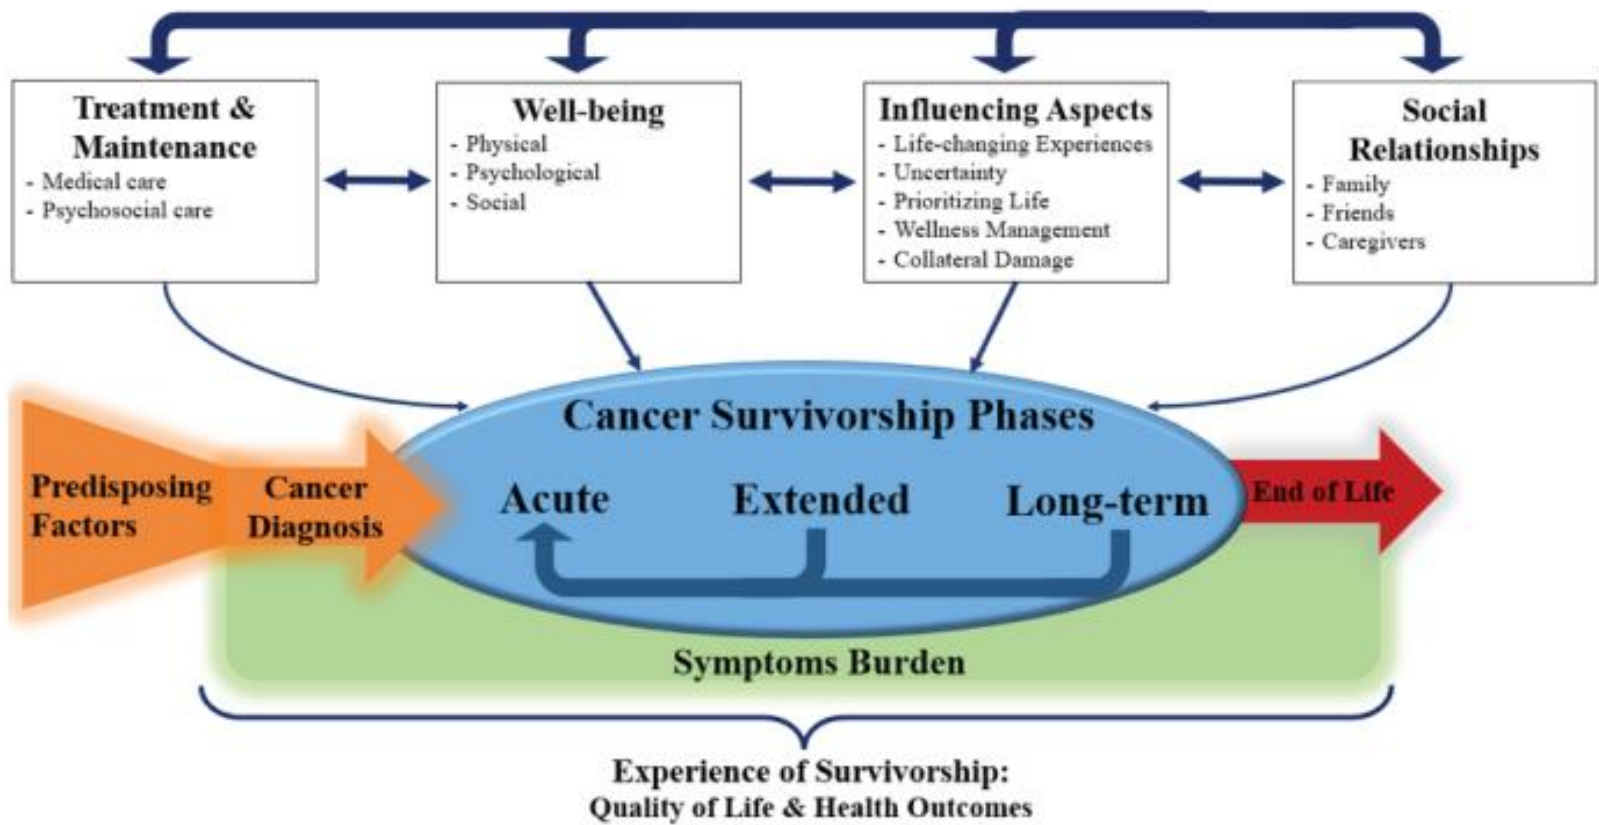 Treatment &
Maintenance
- Medical care
- Psychosocial care
Well-being
- Physical
- Psychological
- Social
Influencing Aspects
- Life-changing Experiences
- Uncertainty
- Prioritizing Life
- Wellness Management
- Collateral Damage
Social
Relationships
- Family
- Friends
- Caregivers
Cancer Survivorship Phases
Predisposing
Factors
Cancer
Diagnosis
Acute
Extended
Long-term
End of Life
Symptoms Burden
Experience of Survivorship:
Quality of Life & Health Outcomes